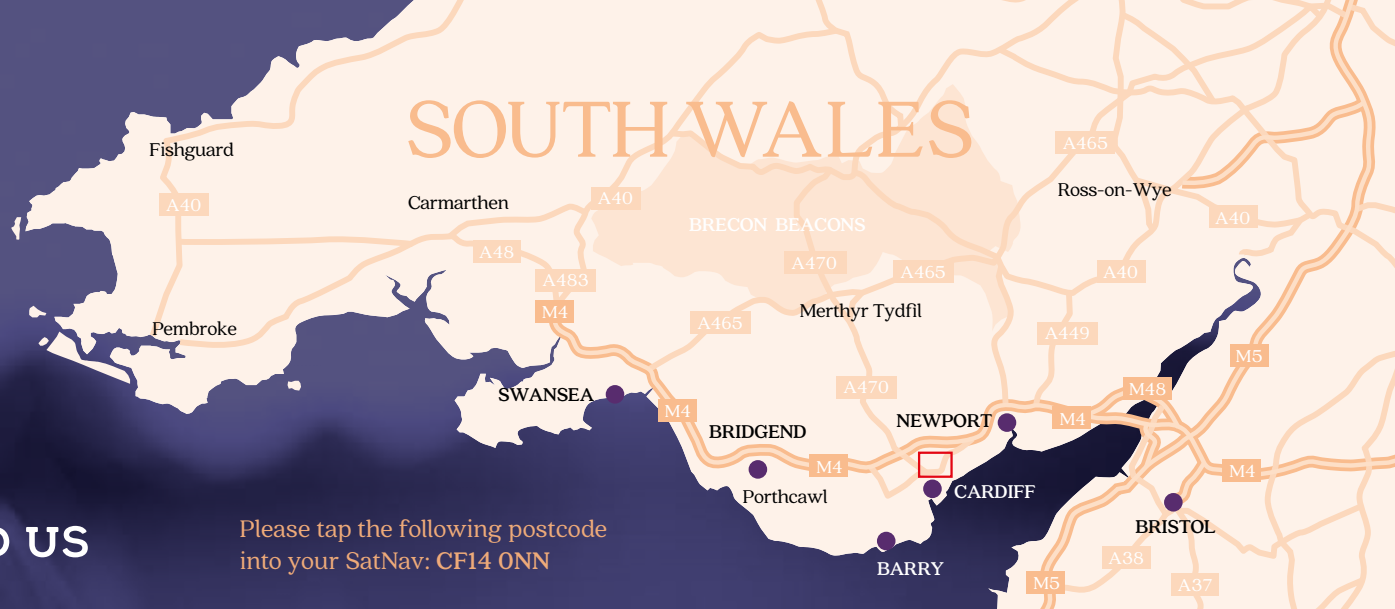 SOUTH WALES
A465
Fishguard
Ross-on-Wye
A40
A40
Carmarthen
A40
BRECON BEACONS
A48
A470
A465
A40
A483
M4
Merthyr Tydfil
A465
Pembroke
A449
M5
A470
M48
SWANSEA
M4
NEWPORT
M4
BRIDGEND
M4
M4
CARDIFF
Porthcawl
BRISTOL
US
Please tap the following postcode
into your SatNav: CF14 0NN
BARRY
A38
M5
A37